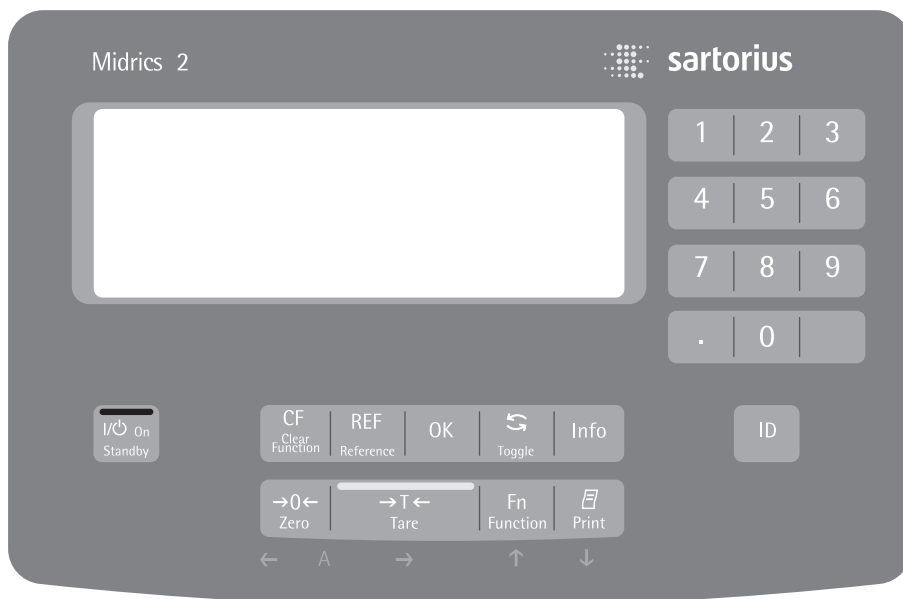 Midrics 2
sartorius
1 2 3
4 5 6
7 8 9
. 0
I/⏻ On
Standby
CF
Clear
Function
REF
Reference
OK
Toggle
Info
ID
→0←
Zero
→T←
Tare
Fn
Function
Print
← A → ↑ ↓